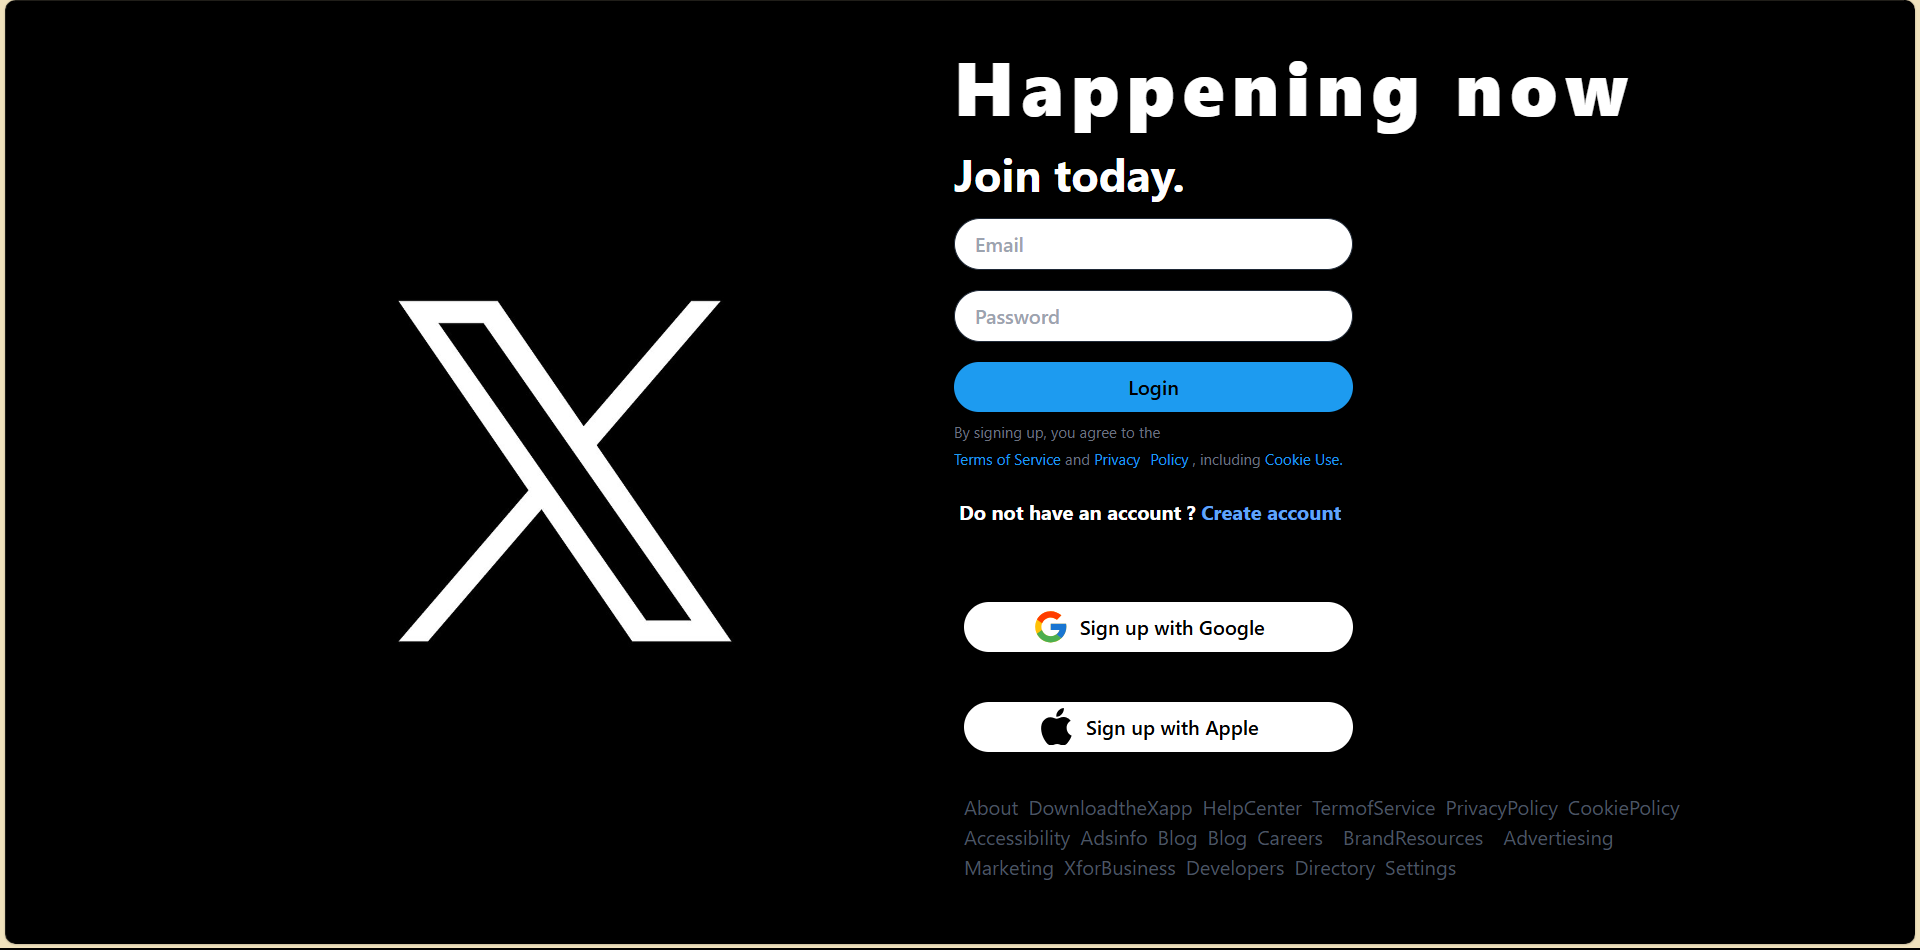 Happening now
Join today.
Email
Password
Login
By signing up, you agree to the
Terms of Service and Privacy Policy , including Cookie Use.
Do not have an account ? Create account
Sign up with Google
Sign up with Apple
About DownloadtheXapp HelpCenter TermofService PrivacyPolicy CookiePolicy
Accessibility Adsinfo Blog Blog Careers BrandResources Advertiesing
Marketing XforBusiness Developers Directory Settings